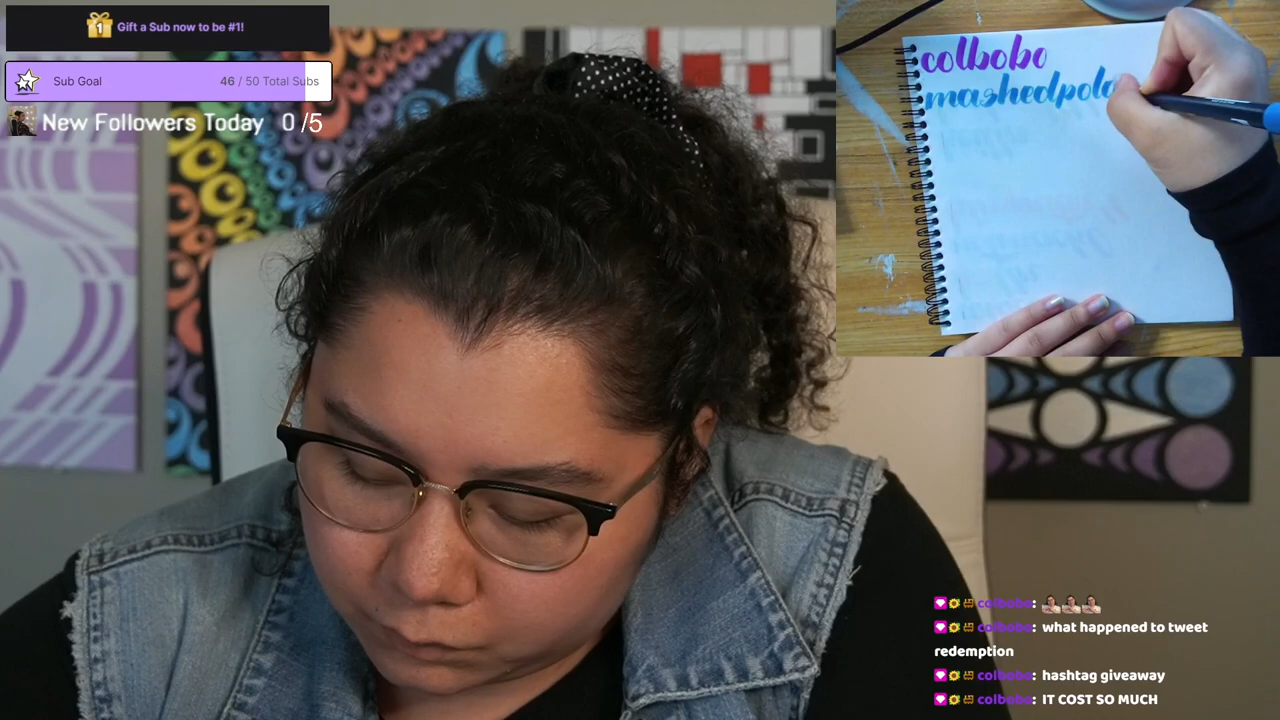 Gift a Sub now to be #1!
Sub Goal 46 / 50 Total Subs
New Followers Today 0 /5
colbobo
mashedpota
colbobo:
colbobo: what happened to tweet
redemption
colbobo: hashtag giveaway
colbobo: IT COST SO MUCH